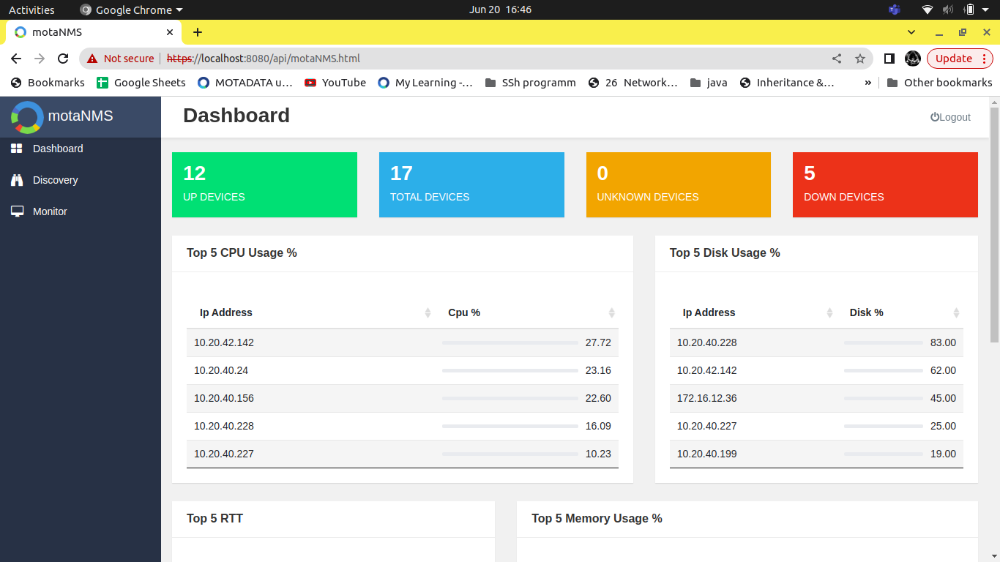 Activities Google Chrome Jun 20 16:46
motaNMS
Not secure https://localhost:8080/api/motaNMS.html Update
Bookmarks Google Sheets MOTADATA u... YouTube My Learning -... SSh programm 26 Network... java Inheritance &... » Other bookmarks
motaNMS
Dashboard
Discovery
Monitor
Dashboard
Logout
12
UP DEVICES
17
TOTAL DEVICES
0
UNKNOWN DEVICES
5
DOWN DEVICES
Top 5 CPU Usage %
Ip Address Cpu %
10.20.42.142 27.72
10.20.40.24 23.16
10.20.40.156 22.60
10.20.40.228 16.09
10.20.40.227 10.23
Top 5 Disk Usage %
Ip Address Disk %
10.20.40.228 83.00
10.20.42.142 62.00
172.16.12.36 45.00
10.20.40.227 25.00
10.20.40.199 19.00
Top 5 RTT
Top 5 Memory Usage %